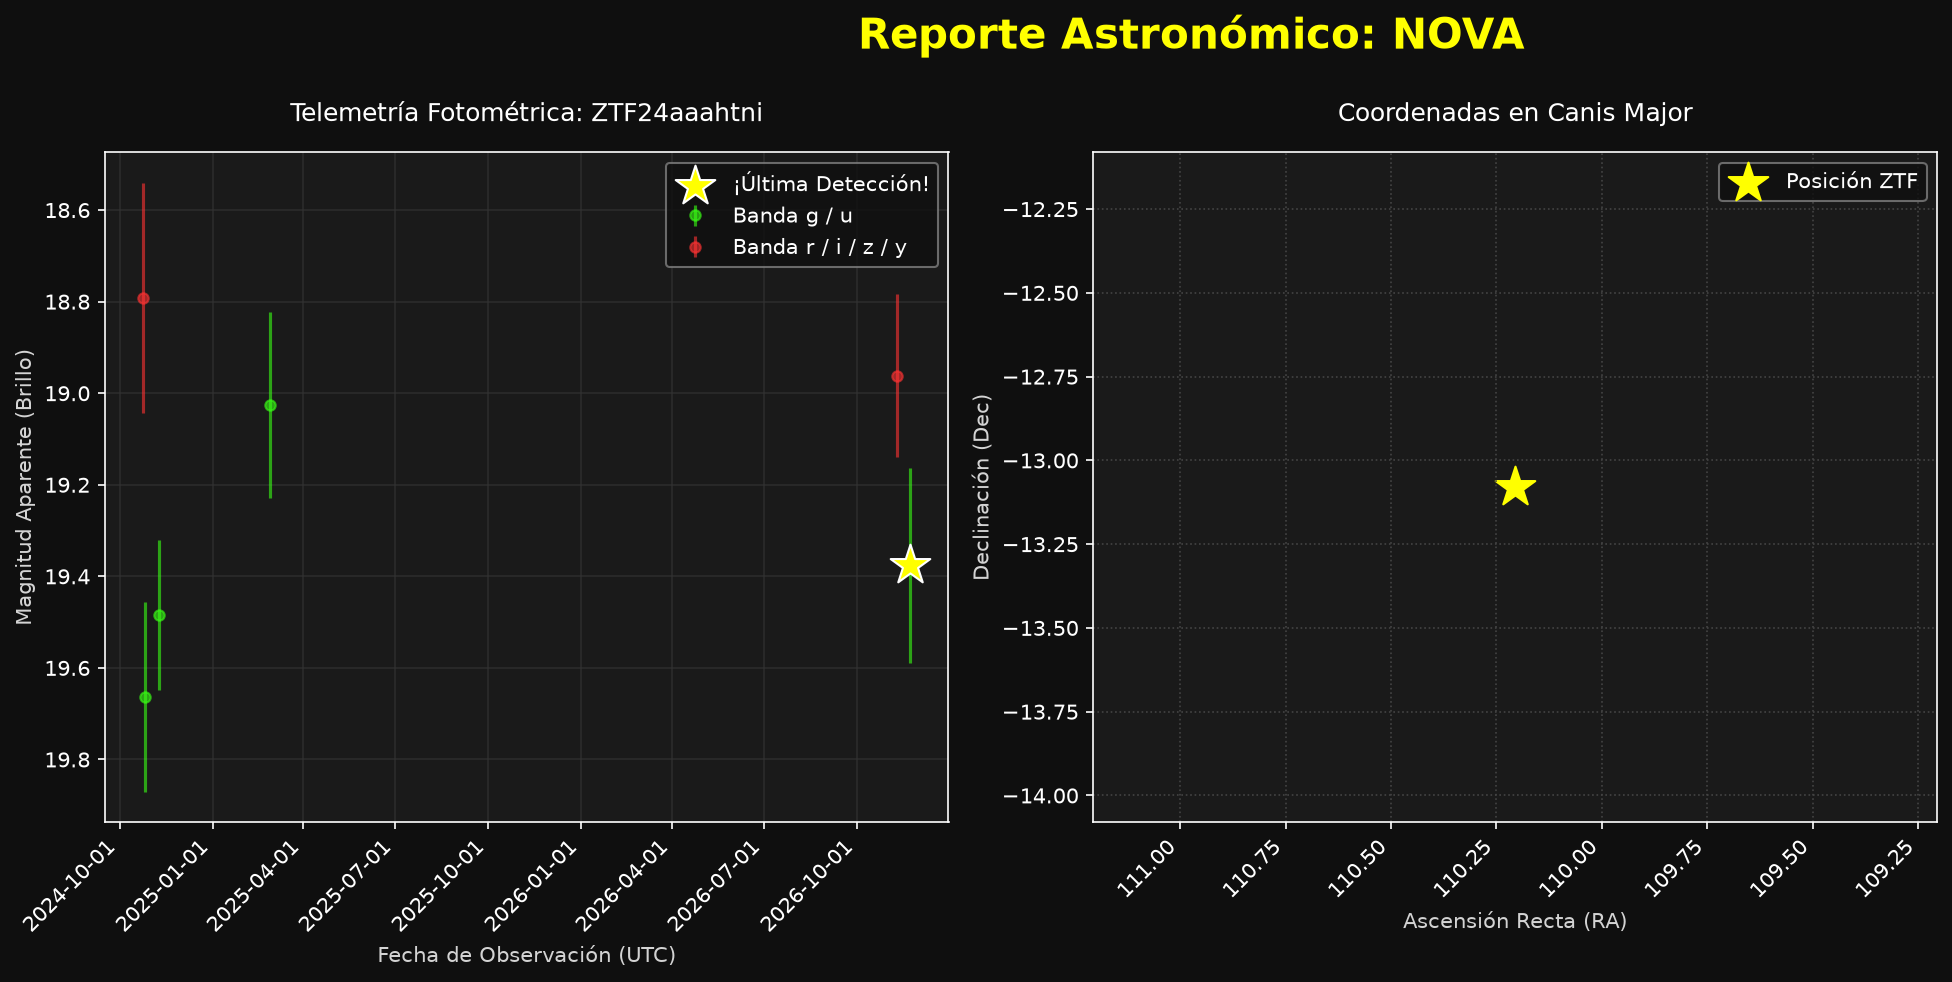 Reporte Astronómico: NOVA
Telemetría Fotométrica: ZTF24aaahtni
¡Última Detección!
Banda g / u
Banda r / i / z / y
Magnitud Aparente (Brillo)
18.6
18.8
19.0
19.2
19.4
19.6
19.8
2024-10-01
2025-01-01
2025-04-01
2025-07-01
2025-10-01
2026-01-01
2026-04-01
2026-07-01
2026-10-01
Fecha de Observación (UTC)
Coordenadas en Canis Major
Posición ZTF
Declinación (Dec)
−12.25
−12.50
−12.75
−13.00
−13.25
−13.50
−13.75
−14.00
111.00
110.75
110.50
110.25
110.00
109.75
109.50
109.25
Ascensión Recta (RA)